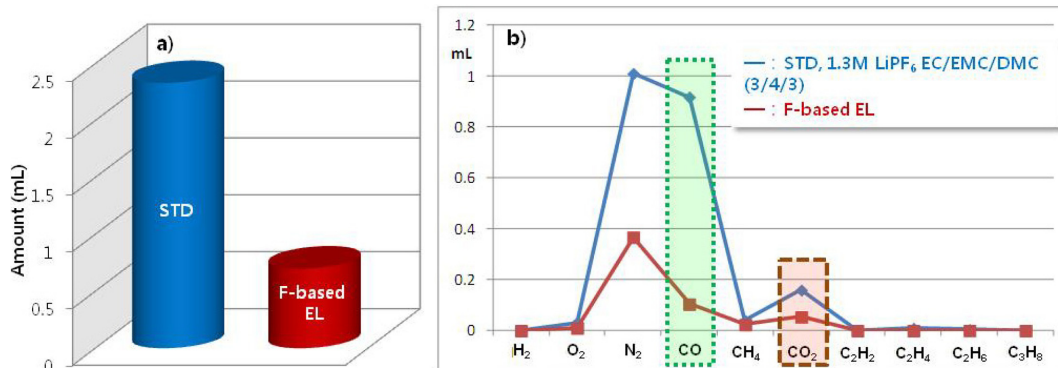 a)
Amount (mL)
2.5
2
1.5
1
0.5
0
STD
F-based
EL
b)
mL
1.2
1
0.8
0.6
0.4
0.2
0
— : STD, 1.3M LiPF₆ EC/EMC/DMC
(3/4/3)
— : F-based EL
H₂ O₂ N₂ CO CH₄ CO₂ C₂H₂ C₂H₄ C₂H₆ C₃H₈